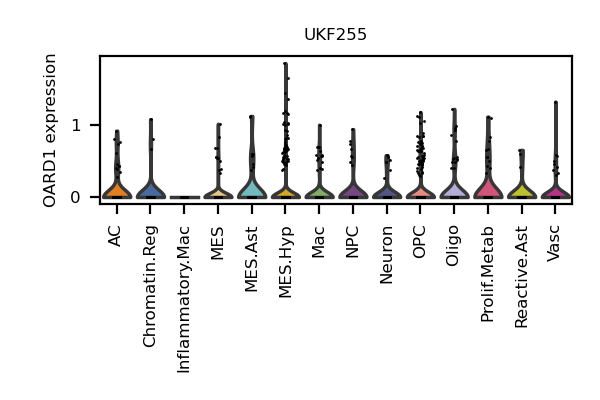 UKF255
OARD1 expression
1
0
AC
Chromatin.Reg
Inflammatory.Mac
MES
MES.Ast
MES.Hyp
Mac
NPC
Neuron
OPC
Oligo
Prolif.Metab
Reactive.Ast
Vasc